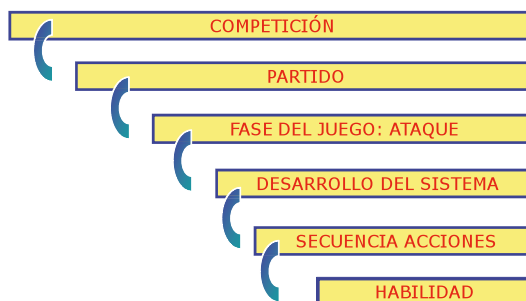 COMPETICIÓN
PARTIDO
FASE DEL JUEGO: ATAQUE
DESARROLLO DEL SISTEMA
SECUENCIA ACCIONES
HABILIDAD